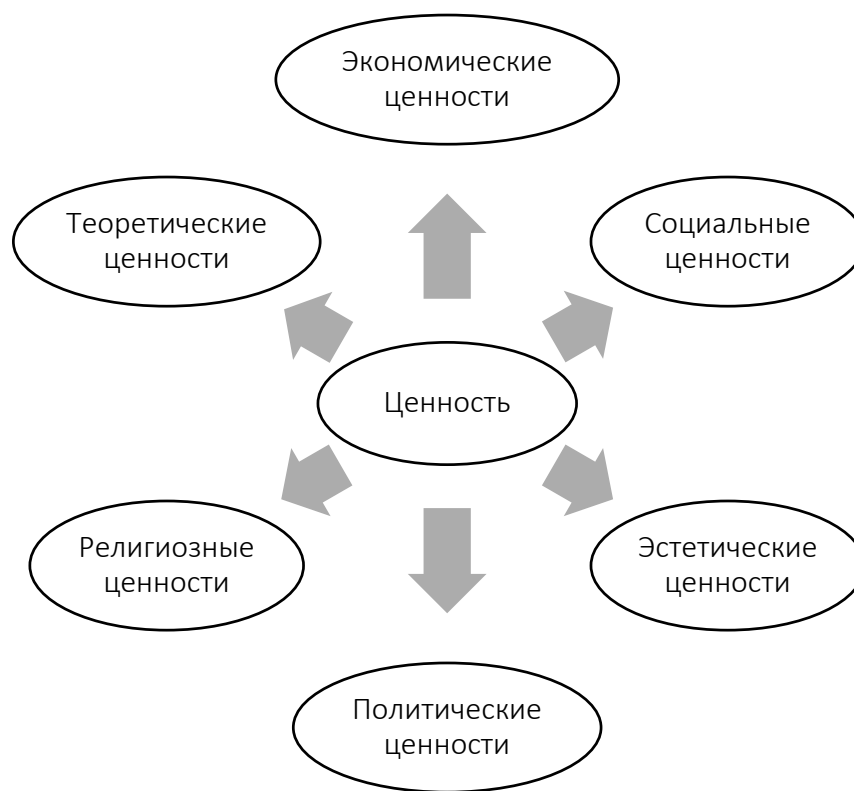 Экономические
ценности
Теоретические
ценности
Социальные
ценности
Ценность
Религиозные
ценности
Эстетические
ценности
Политические
ценности